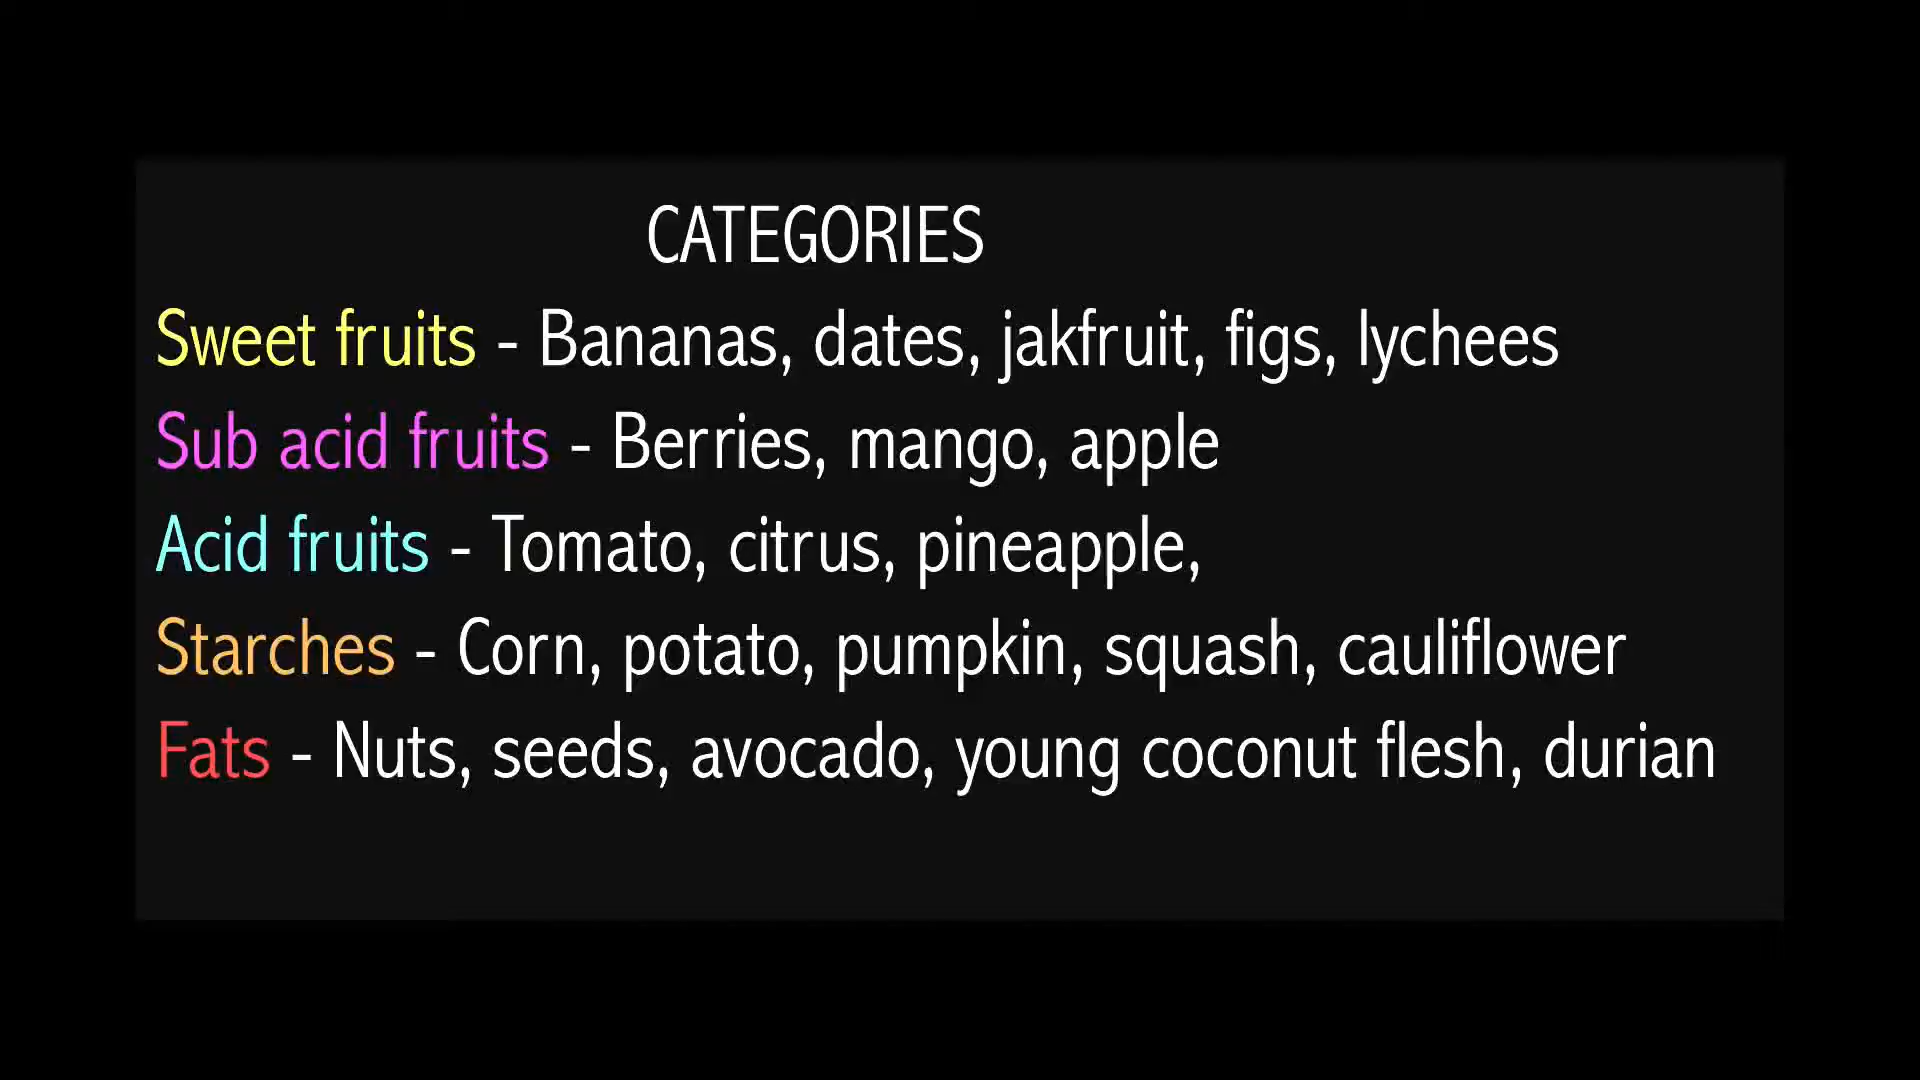 CATEGORIES
Sweet fruits - Bananas, dates, jakfruit, figs, lychees
Sub acid fruits - Berries, mango, apple
Acid fruits - Tomato, citrus, pineapple,
Starches - Corn, potato, pumpkin, squash, cauliflower
Fats - Nuts, seeds, avocado, young coconut flesh, durian